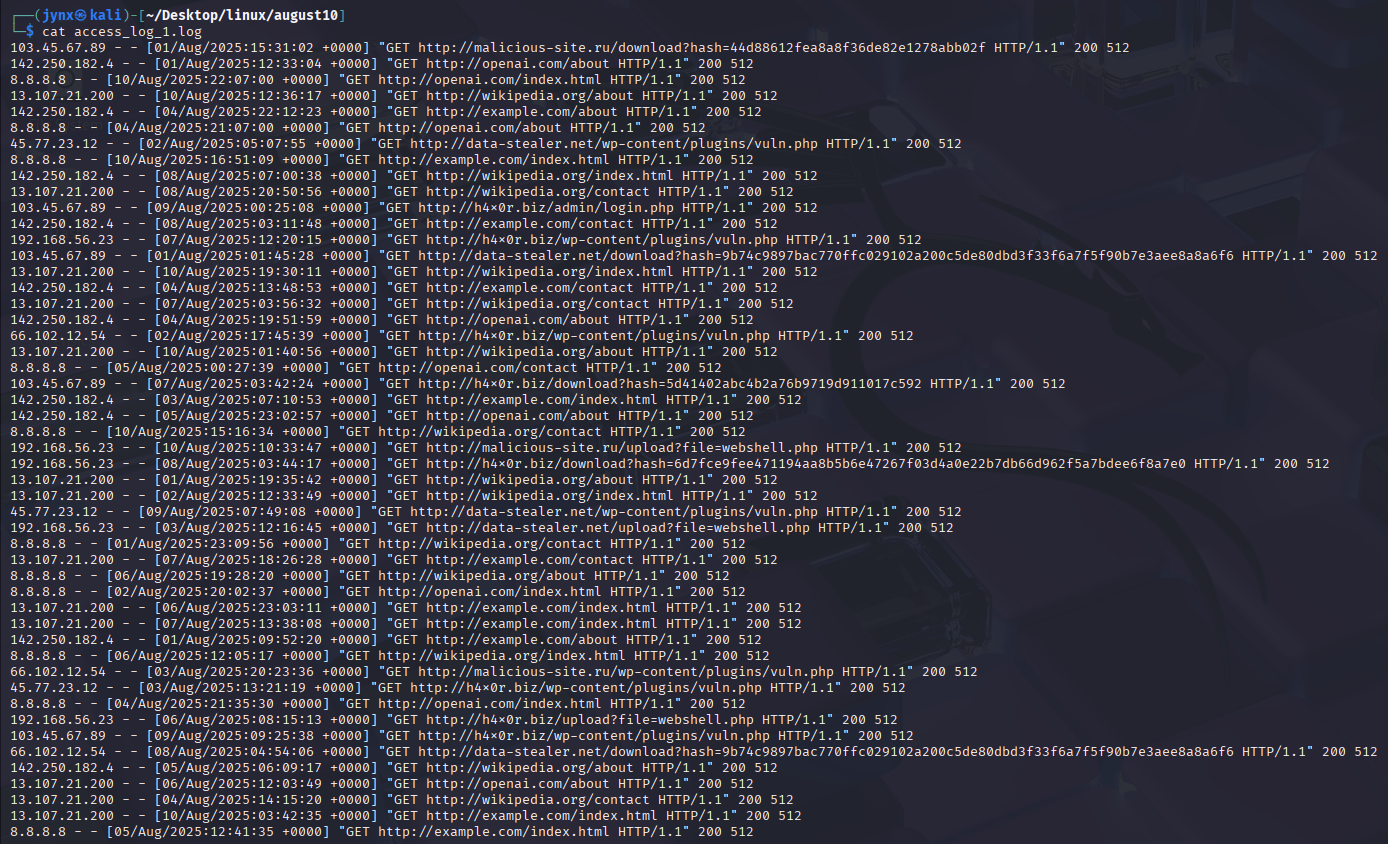 ┌──(jynx㉿kali)-[~/Desktop/linux/august10]
└─$ cat access_log_1.log
103.45.67.89 - - [01/Aug/2025:15:31:02 +0000] "GET http://malicious-site.ru/download?hash=44d88612fea8a8f36de82e1278abb02f HTTP/1.1" 200 512
142.250.182.4 - - [01/Aug/2025:12:33:04 +0000] "GET http://openai.com/about HTTP/1.1" 200 512
8.8.8.8 - - [10/Aug/2025:22:07:00 +0000] "GET http://openai.com/index.html HTTP/1.1" 200 512
13.107.21.200 - - [10/Aug/2025:12:36:17 +0000] "GET http://wikipedia.org/about HTTP/1.1" 200 512
142.250.182.4 - - [04/Aug/2025:22:12:23 +0000] "GET http://example.com/about HTTP/1.1" 200 512
8.8.8.8 - - [04/Aug/2025:21:07:00 +0000] "GET http://openai.com/about HTTP/1.1" 200 512
45.77.23.12 - - [02/Aug/2025:05:07:55 +0000] "GET http://data-stealer.net/wp-content/plugins/vuln.php HTTP/1.1" 200 512
8.8.8.8 - - [10/Aug/2025:16:51:09 +0000] "GET http://example.com/index.html HTTP/1.1" 200 512
142.250.182.4 - - [08/Aug/2025:07:00:38 +0000] "GET http://wikipedia.org/index.html HTTP/1.1" 200 512
13.107.21.200 - - [08/Aug/2025:20:50:56 +0000] "GET http://wikipedia.org/contact HTTP/1.1" 200 512
103.45.67.89 - - [09/Aug/2025:00:25:08 +0000] "GET http://h4×0r.biz/admin/login.php HTTP/1.1" 200 512
142.250.182.4 - - [08/Aug/2025:03:11:48 +0000] "GET http://example.com/contact HTTP/1.1" 200 512
192.168.56.23 - - [07/Aug/2025:12:20:15 +0000] "GET http://h4×0r.biz/wp-content/plugins/vuln.php HTTP/1.1" 200 512
103.45.67.89 - - [01/Aug/2025:01:45:28 +0000] "GET http://data-stealer.net/download?hash=9b74c9897bac770ffc029102a200c5de80dbd3f33f6a7f5f90b7e3aee8a8a6f6 HTTP/1.1" 200 512
13.107.21.200 - - [10/Aug/2025:19:30:11 +0000] "GET http://wikipedia.org/index.html HTTP/1.1" 200 512
142.250.182.4 - - [04/Aug/2025:13:48:53 +0000] "GET http://example.com/contact HTTP/1.1" 200 512
13.107.21.200 - - [07/Aug/2025:03:56:32 +0000] "GET http://wikipedia.org/contact HTTP/1.1" 200 512
142.250.182.4 - - [04/Aug/2025:19:51:59 +0000] "GET http://openai.com/about HTTP/1.1" 200 512
66.102.12.54 - - [02/Aug/2025:17:45:39 +0000] "GET http://h4×0r.biz/wp-content/plugins/vuln.php HTTP/1.1" 200 512
13.107.21.200 - - [10/Aug/2025:01:40:56 +0000] "GET http://wikipedia.org/about HTTP/1.1" 200 512
8.8.8.8 - - [05/Aug/2025:00:27:39 +0000] "GET http://openai.com/contact HTTP/1.1" 200 512
103.45.67.89 - - [07/Aug/2025:03:42:24 +0000] "GET http://h4×0r.biz/download?hash=5d41402abc4b2a76b9719d911017c592 HTTP/1.1" 200 512
142.250.182.4 - - [03/Aug/2025:07:10:53 +0000] "GET http://example.com/index.html HTTP/1.1" 200 512
142.250.182.4 - - [05/Aug/2025:23:02:57 +0000] "GET http://openai.com/about HTTP/1.1" 200 512
8.8.8.8 - - [10/Aug/2025:15:16:34 +0000] "GET http://wikipedia.org/contact HTTP/1.1" 200 512
192.168.56.23 - - [10/Aug/2025:10:33:47 +0000] "GET http://malicious-site.ru/upload?file=webshell.php HTTP/1.1" 200 512
192.168.56.23 - - [08/Aug/2025:03:44:17 +0000] "GET http://h4×0r.biz/download?hash=6d7fce9fee471194aa8b5b6e47267f03d4a0e22b7db66d962f5a7bdee6f8a7e0 HTTP/1.1" 200 512
13.107.21.200 - - [01/Aug/2025:19:35:42 +0000] "GET http://wikipedia.org/about HTTP/1.1" 200 512
13.107.21.200 - - [02/Aug/2025:12:33:49 +0000] "GET http://wikipedia.org/index.html HTTP/1.1" 200 512
45.77.23.12 - - [09/Aug/2025:07:49:08 +0000] "GET http://data-stealer.net/wp-content/plugins/vuln.php HTTP/1.1" 200 512
192.168.56.23 - - [03/Aug/2025:12:16:45 +0000] "GET http://data-stealer.net/upload?file=webshell.php HTTP/1.1" 200 512
8.8.8.8 - - [01/Aug/2025:23:09:56 +0000] "GET http://wikipedia.org/contact HTTP/1.1" 200 512
13.107.21.200 - - [07/Aug/2025:18:26:28 +0000] "GET http://example.com/contact HTTP/1.1" 200 512
8.8.8.8 - - [06/Aug/2025:19:28:20 +0000] "GET http://wikipedia.org/about HTTP/1.1" 200 512
8.8.8.8 - - [02/Aug/2025:20:02:37 +0000] "GET http://openai.com/index.html HTTP/1.1" 200 512
13.107.21.200 - - [06/Aug/2025:23:03:11 +0000] "GET http://example.com/index.html HTTP/1.1" 200 512
13.107.21.200 - - [07/Aug/2025:13:38:08 +0000] "GET http://example.com/index.html HTTP/1.1" 200 512
142.250.182.4 - - [01/Aug/2025:09:52:20 +0000] "GET http://example.com/about HTTP/1.1" 200 512
8.8.8.8 - - [06/Aug/2025:12:05:17 +0000] "GET http://wikipedia.org/index.html HTTP/1.1" 200 512
66.102.12.54 - - [03/Aug/2025:20:23:36 +0000] "GET http://malicious-site.ru/wp-content/plugins/vuln.php HTTP/1.1" 200 512
45.77.23.12 - - [03/Aug/2025:13:21:19 +0000] "GET http://h4×0r.biz/wp-content/plugins/vuln.php HTTP/1.1" 200 512
8.8.8.8 - - [04/Aug/2025:21:35:30 +0000] "GET http://openai.com/index.html HTTP/1.1" 200 512
192.168.56.23 - - [06/Aug/2025:08:15:13 +0000] "GET http://h4×0r.biz/upload?file=webshell.php HTTP/1.1" 200 512
103.45.67.89 - - [09/Aug/2025:09:25:38 +0000] "GET http://h4×0r.biz/wp-content/plugins/vuln.php HTTP/1.1" 200 512
66.102.12.54 - - [08/Aug/2025:04:54:06 +0000] "GET http://data-stealer.net/download?hash=9b74c9897bac770ffc029102a200c5de80dbd3f33f6a7f5f90b7e3aee8a8a6f6 HTTP/1.1" 200 512
142.250.182.4 - - [05/Aug/2025:06:09:17 +0000] "GET http://wikipedia.org/about HTTP/1.1" 200 512
13.107.21.200 - - [06/Aug/2025:12:03:49 +0000] "GET http://openai.com/about HTTP/1.1" 200 512
13.107.21.200 - - [04/Aug/2025:14:15:20 +0000] "GET http://wikipedia.org/contact HTTP/1.1" 200 512
13.107.21.200 - - [10/Aug/2025:03:42:35 +0000] "GET http://example.com/index.html HTTP/1.1" 200 512
8.8.8.8 - - [05/Aug/2025:12:41:35 +0000] "GET http://example.com/index.html HTTP/1.1" 200 512